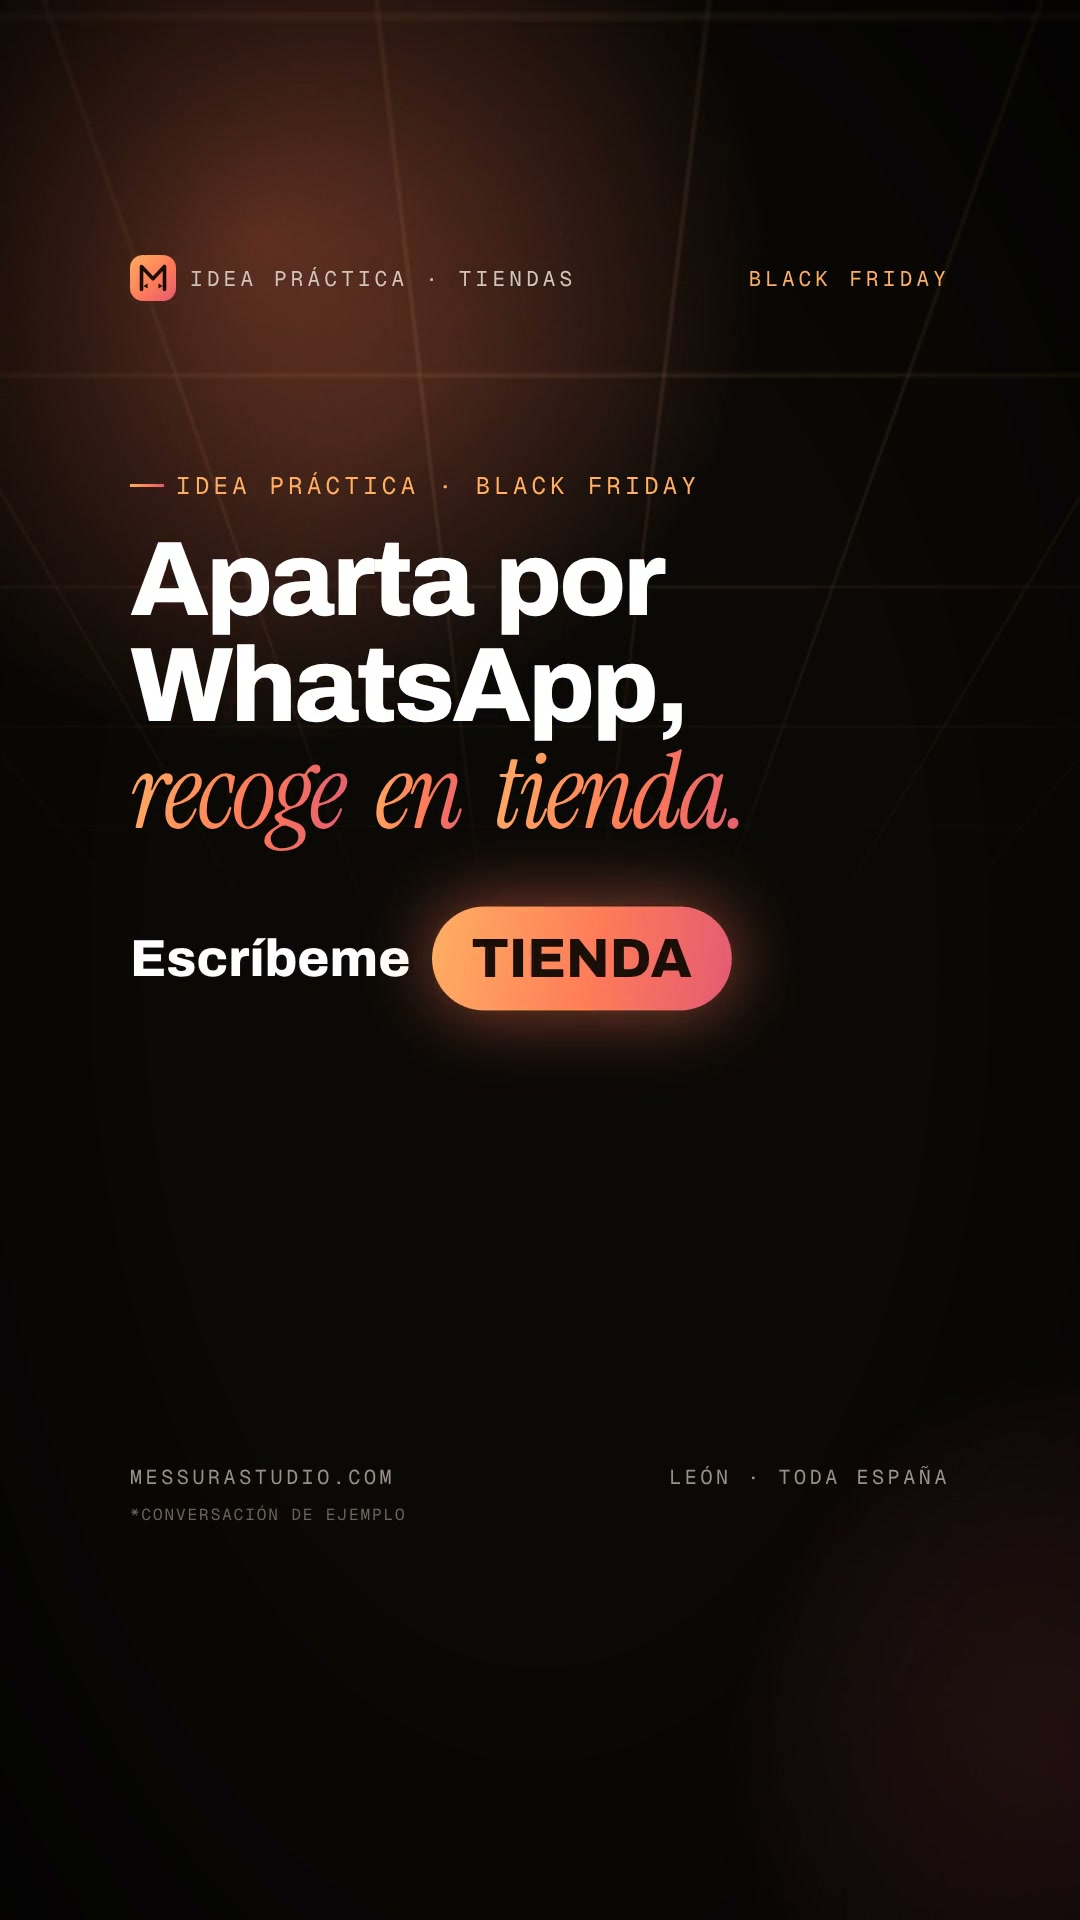 M IDEA PRÁCTICA · TIENDAS
BLACK FRIDAY
IDEA PRÁCTICA · BLACK FRIDAY
Aparta por
WhatsApp,
recoge en tienda.
Escríbeme TIENDA
MESSURASTUDIO.COM
LEÓN · TODA ESPAÑA
*CONVERSACIÓN DE EJEMPLO